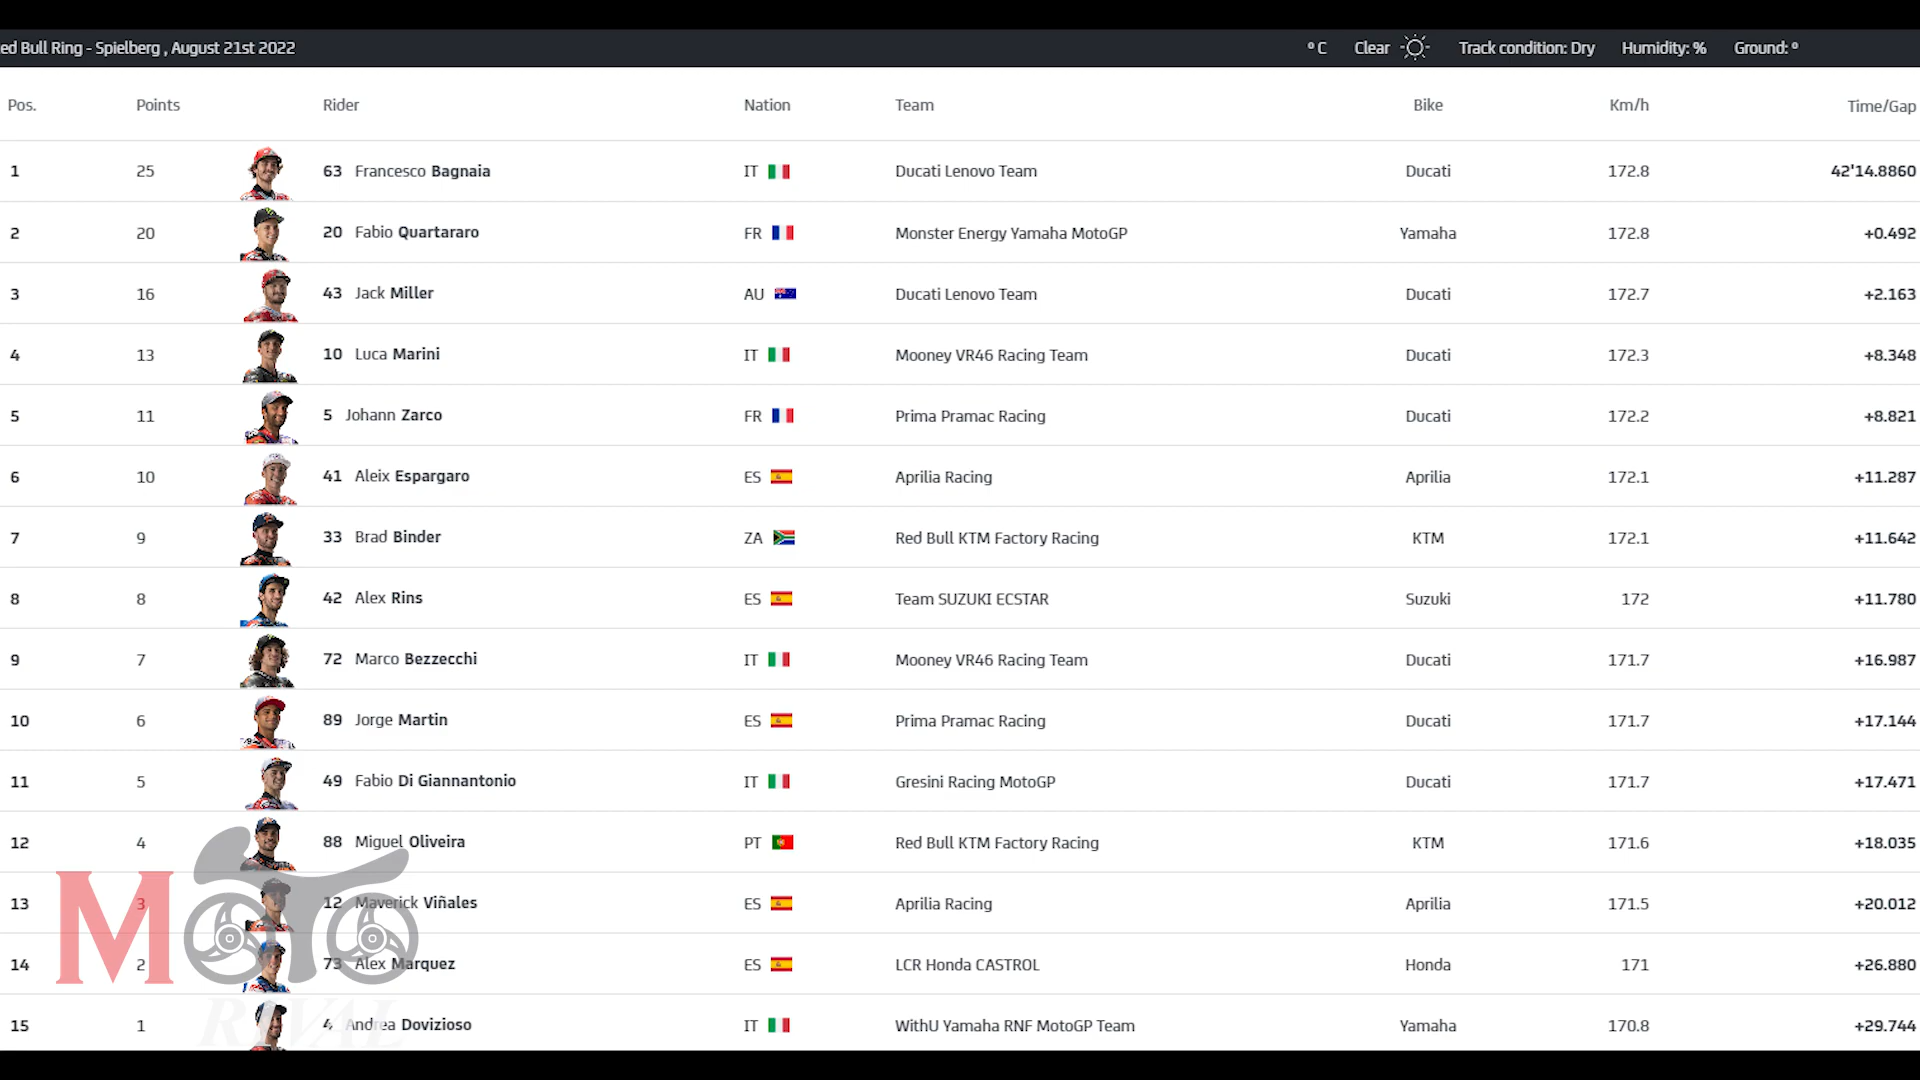 ed Bull Ring - Spielberg , August 21st 2022 ° C Clear Track condition: Dry Humidity: % Ground: °
Pos. Points Rider Nation Team Bike Km/h Time/Gap
1 25 63 Francesco Bagnaia IT Ducati Lenovo Team Ducati 172.8 42'14.8860
2 20 20 Fabio Quartararo FR Monster Energy Yamaha MotoGP Yamaha 172.8 +0.492
3 16 43 Jack Miller AU Ducati Lenovo Team Ducati 172.7 +2.163
4 13 10 Luca Marini IT Mooney VR46 Racing Team Ducati 172.3 +8.348
5 11 5 Johann Zarco FR Prima Pramac Racing Ducati 172.2 +8.821
6 10 41 Aleix Espargaro ES Aprilia Racing Aprilia 172.1 +11.287
7 9 33 Brad Binder ZA Red Bull KTM Factory Racing KTM 172.1 +11.642
8 8 42 Alex Rins ES Team SUZUKI ECSTAR Suzuki 172 +11.780
9 7 72 Marco Bezzecchi IT Mooney VR46 Racing Team Ducati 171.7 +16.987
10 6 89 Jorge Martin ES Prima Pramac Racing Ducati 171.7 +17.144
11 5 49 Fabio Di Giannantonio IT Gresini Racing MotoGP Ducati 171.7 +17.471
12 4 88 Miguel Oliveira PT Red Bull KTM Factory Racing KTM 171.6 +18.035
13 3 12 Maverick Viñales ES Aprilia Racing Aprilia 171.5 +20.012
14 2 73 Alex Marquez ES LCR Honda CASTROL Honda 171 +26.880
15 1 4 Andrea Dovizioso IT WithU Yamaha RNF MotoGP Team Yamaha 170.8 +29.744
MOTO
RIVAL